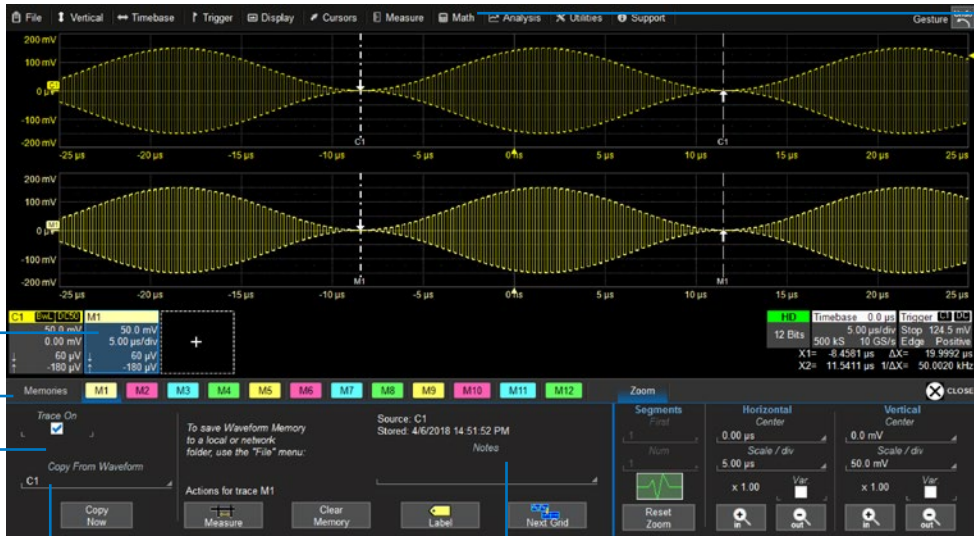 File Vertical Timebase Trigger Display Cursors Measure Math Analysis Utilities Support Gesture Undo
200 mV
100 mV
C1
0 µV
-100 mV
-200 mV
C1 C1
-25 µs -20 µs -15 µs -10 µs -5 µs 0 ns 5 µs 10 µs 15 µs 20 µs 25 µs
200 mV
100 mV
M1
0 µV
-100 mV
-200 mV
M1 M1
-25 µs -20 µs -15 µs -10 µs -5 µs 0 ns 5 µs 10 µs 15 µs 20 µs 25 µs
C1 BwL DC50 M1
50.0 mV 50.0 mV
0.00 mV 5.00 µs/div
↓ 60 µV ↓ 60 µV
↑ -180 µV ↑ -180 µV
+
HD Timebase 0.0 µs Trigger C1 DC
12 Bits 5.00 µs/div Stop 124.5 mV
500 kS 10 GS/s Edge Positive
X1= -8.4581 µs ΔX= 19.9992 µs
X2= 11.5411 µs 1/ΔX= 50.0020 kHz
Memories M1 M2 M3 M4 M5 M6 M7 M8 M9 M10 M11 M12 Zoom CLOSE
Trace On
Copy From Waveform
C1
Copy
Now
To save Waveform Memory
to a local or network
folder, use the "File" menu:
Actions for trace M1
Measure
Clear
Memory
Source: C1
Stored: 4/6/2018 14:51:52 PM
Notes
Label
Next Grid
Segments
First
1
Num
1
Reset
Zoom
Horizontal
Center
0.00 µs
Scale / div
5.00 µs
x 1.00 Var.
in out
Vertical
Center
0.0 mV
Scale / div
50.0 mV
x 1.00 Var.
in out